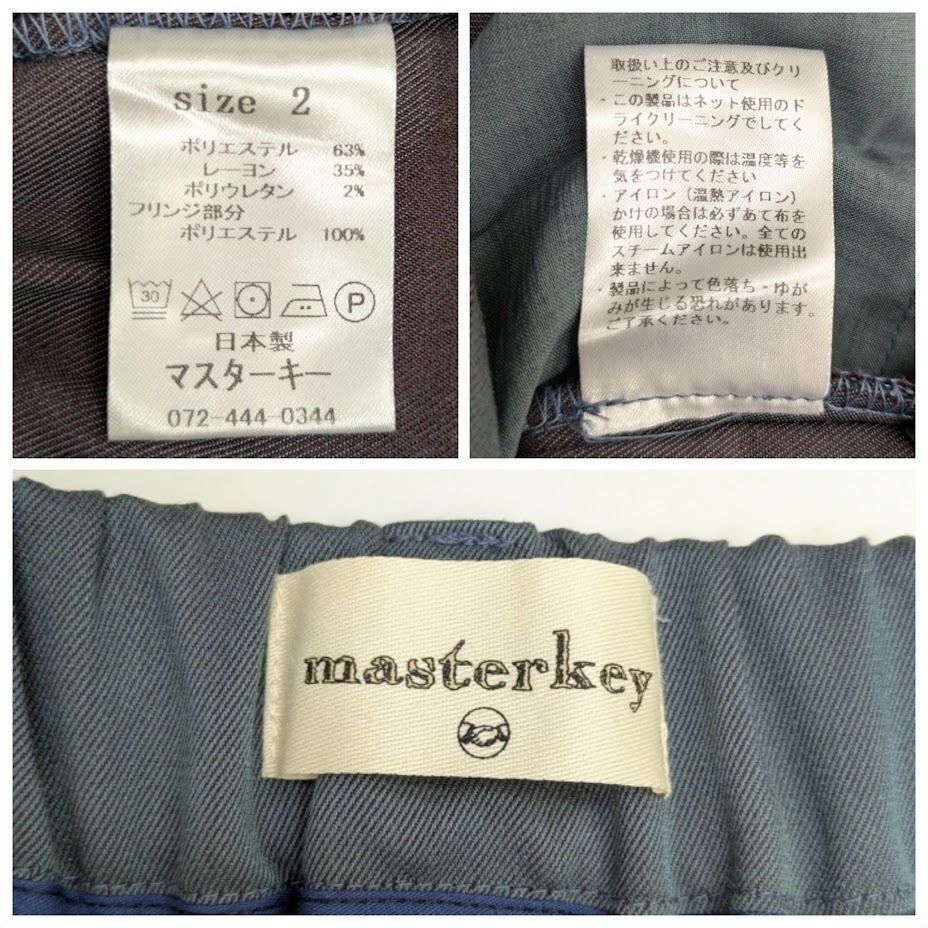 size 2
ポリエステル 63%
レーヨン 35%
ポリウレタン 2%
フリンジ部分
ポリエステル 100%
30
P
日本製
マスターキー
072-444-0344
取扱い上のご注意及びクリ
ーニングについて
・この製品はネット使用のド
ライクリーニングでしてく
ださい。
・乾燥機使用の際は温度等を
気をつけてください
・アイロン（温熱アイロン）
かけの場合は必ずあて布を
使用してください。全ての
スチームアイロンは使用出
来ません。
・製品によって色落ち・ゆが
みが生じる恐れがあります。
ご了承ください。
masterkey